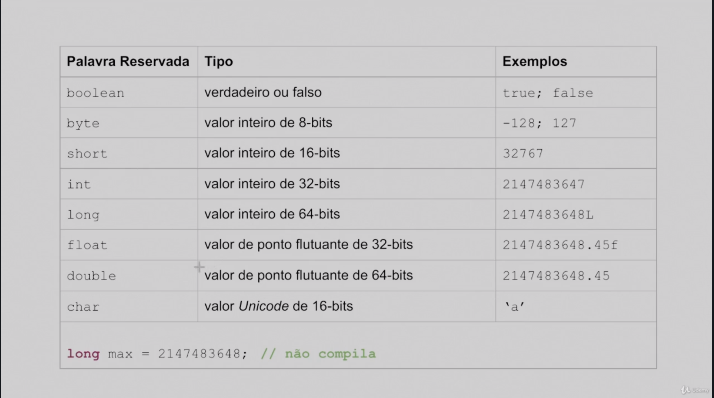 Palavra Reservada Tipo Exemplos
boolean verdadeiro ou falso true; false
byte valor inteiro de 8-bits -128; 127
short valor inteiro de 16-bits 32767
int valor inteiro de 32-bits 2147483647
long valor inteiro de 64-bits 2147483648L
float valor de ponto flutuante de 32-bits 2147483648.45f
double valor de ponto flutuante de 64-bits 2147483648.45
char valor Unicode de 16-bits ‘a’
long max = 2147483648; // não compila